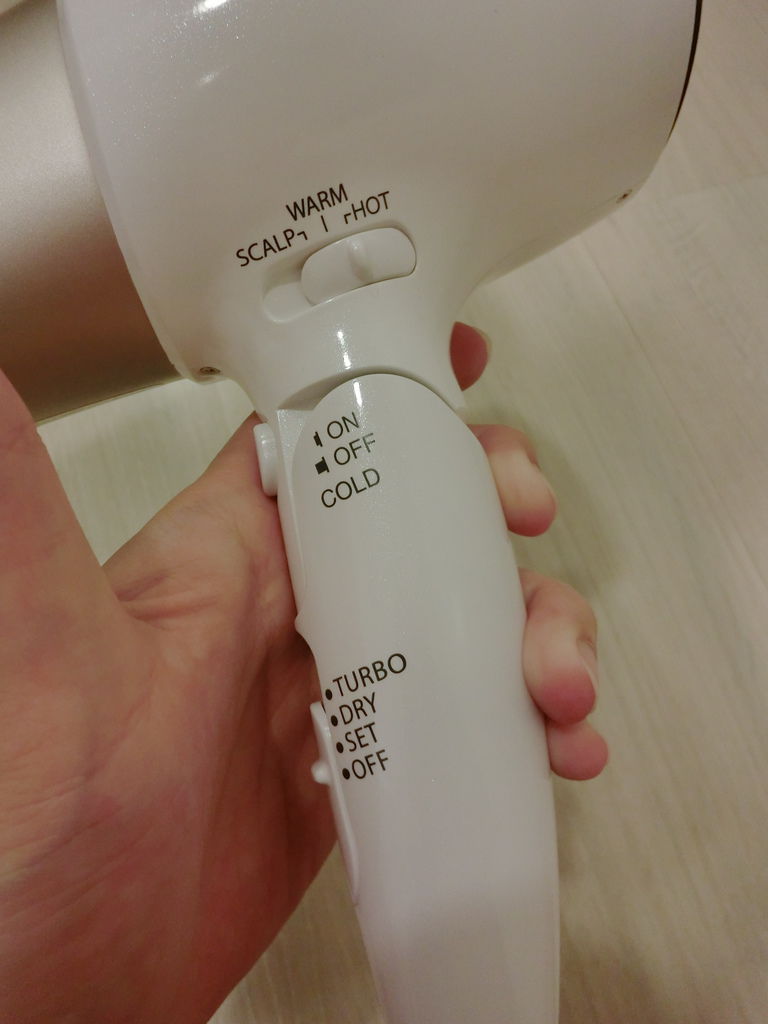 WARM
SCALP HOT
ON
OFF
COLD
TURBO
DRY
SET
OFF